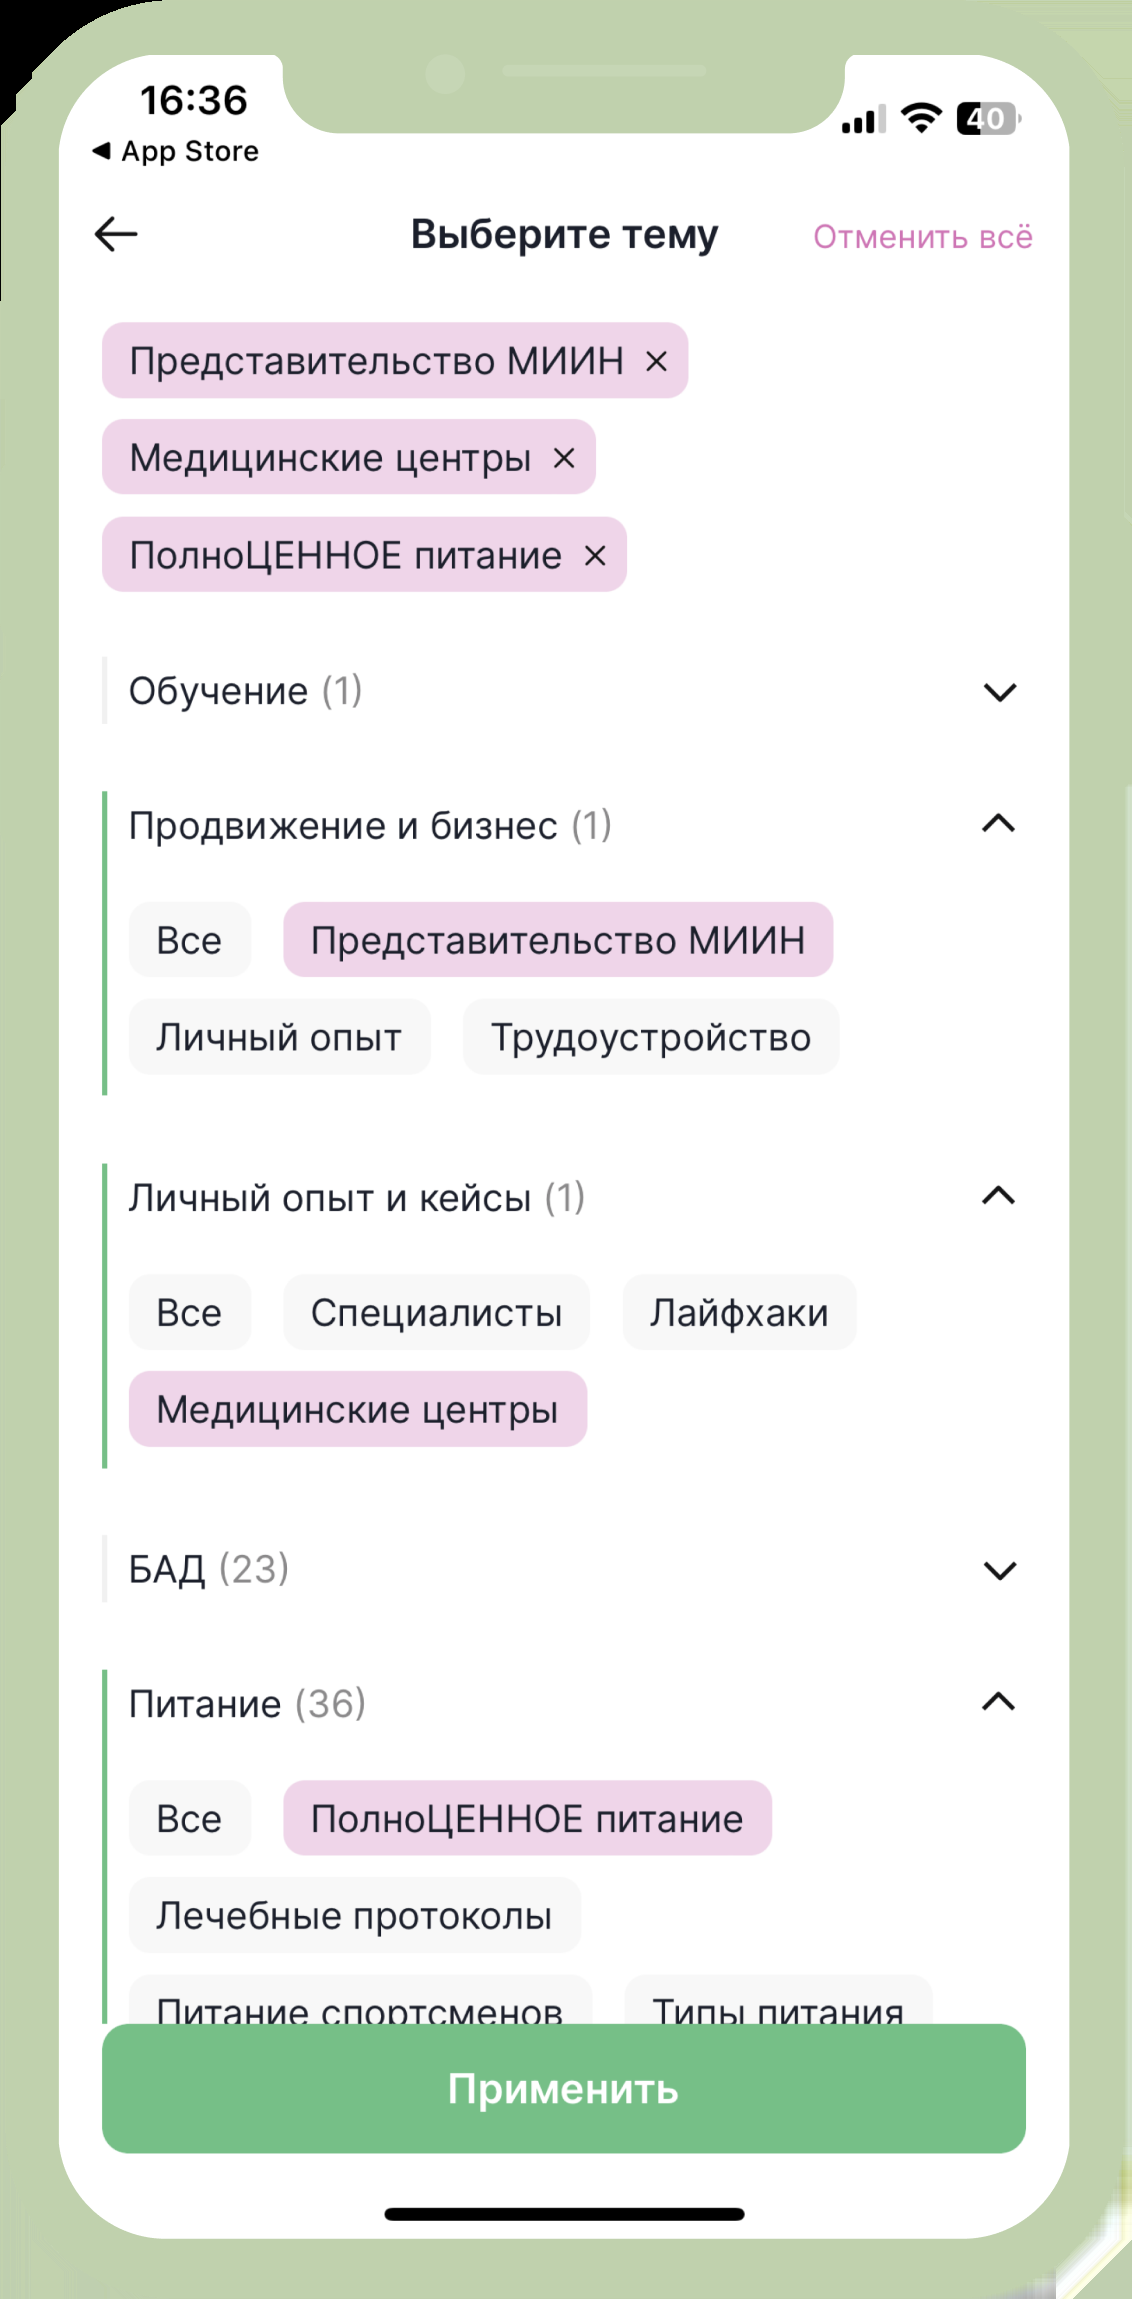 16:36
40
App Store
Выберите тему
Отменить всё
Представительство МИИН
Медицинские центры
ПолноЦЕННОЕ питание
Обучение (1)
Продвижение и бизнес (1)
Все Представительство МИИН
Личный опыт Трудоустройство
Личный опыт и кейсы (1)
Все Специалисты Лайфхаки
Медицинские центры
БАД (23)
Питание (36)
Все ПолноЦЕННОЕ питание
Лечебные протоколы
Питание спортсменов Типы питания
Применить